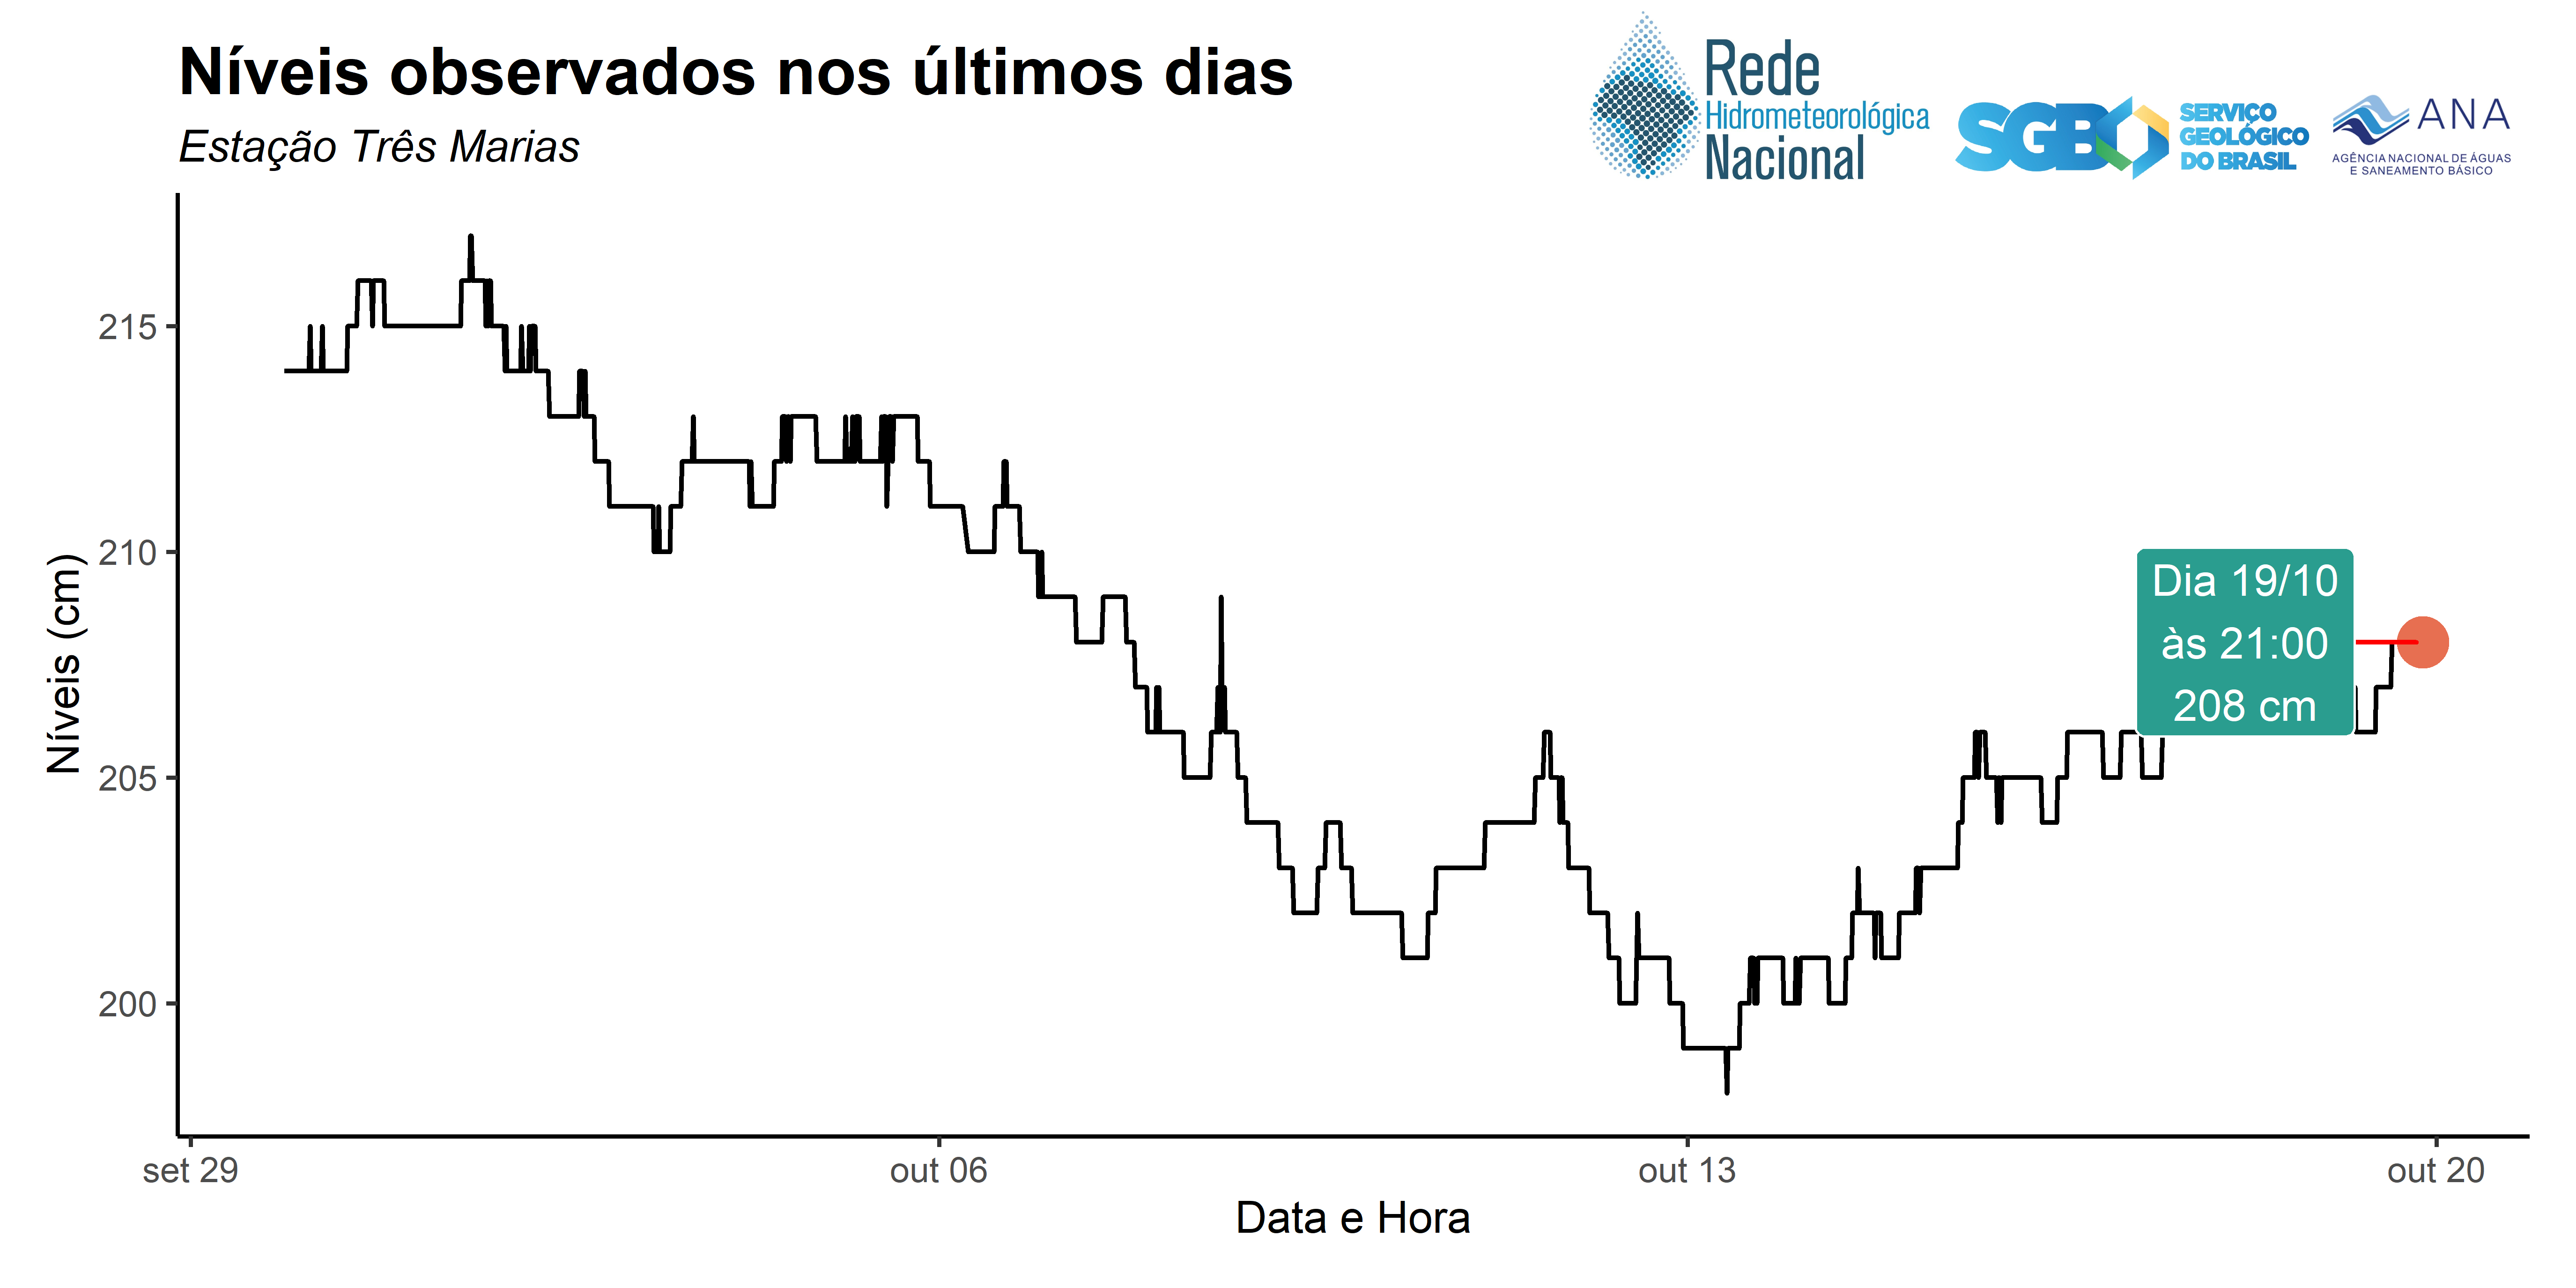 Níveis observados nos últimos dias
Estação Três Marias
Rede
Hidrometeorológica
Nacional
SGB
SERVIÇO
GEOLÓGICO
DO BRASIL
ANA
AGÊNCIA NACIONAL DE ÁGUAS
E SANEAMENTO BÁSICO
Níveis (cm)
215
210
205
200
Dia 19/10
às 21:00
208 cm
set 29
out 06
out 13
out 20
Data e Hora